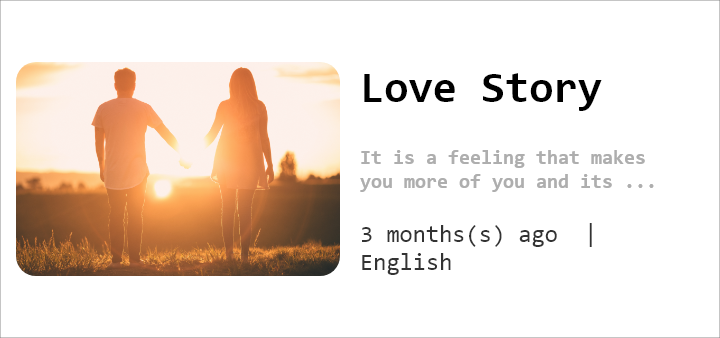 Love Story
It is a feeling that makes
you more of you and its ...
3 months(s) ago |
English